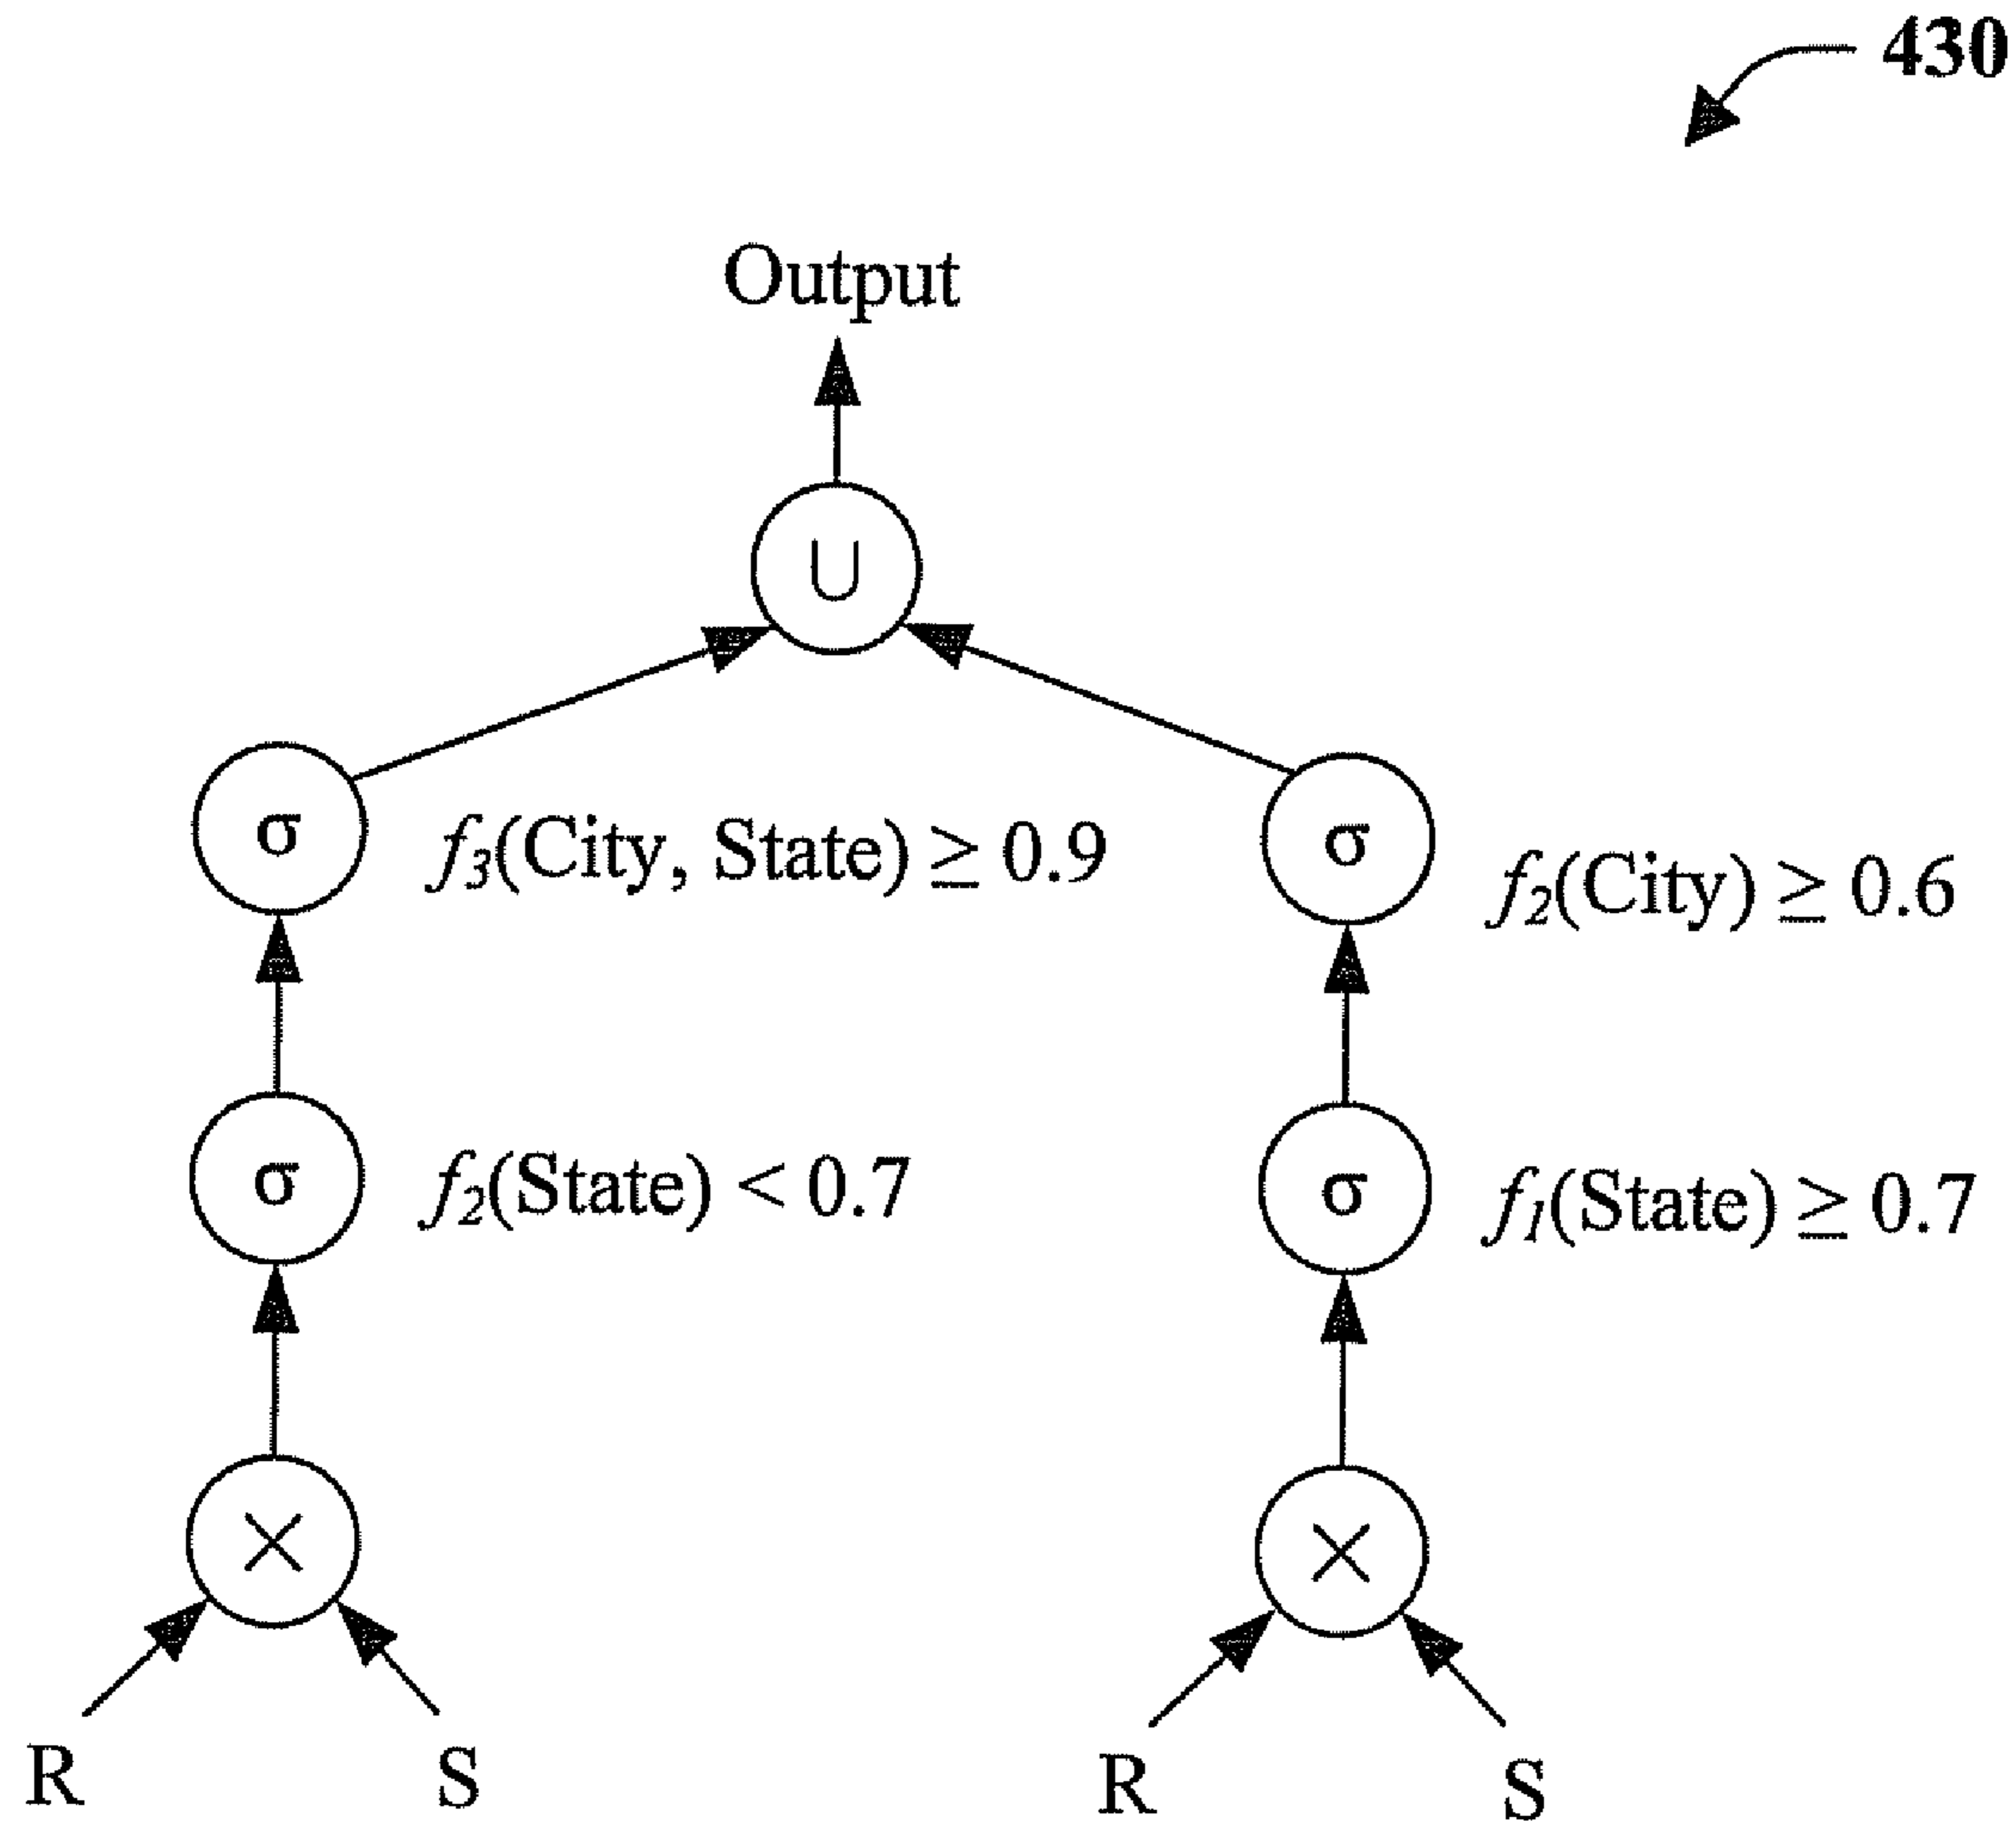 430
Output
∪
σ
f3(City, State) ≥ 0.9
σ
f2(City) ≥ 0.6
σ
f2(State) < 0.7
σ
f1(State) ≥ 0.7
×
×
R
S
R
S